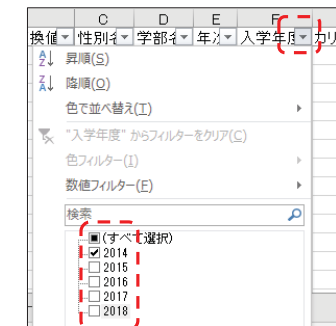 C D E F
換値 性別名 学部名 年次 入学年度 カリ
昇順(S)
降順(O)
色で並べ替え(T)
"入学年度" からフィルターをクリア(C)
色フィルター(I)
数値フィルター(F)
検索
(すべて選択)
2014
2015
2016
2017
2018